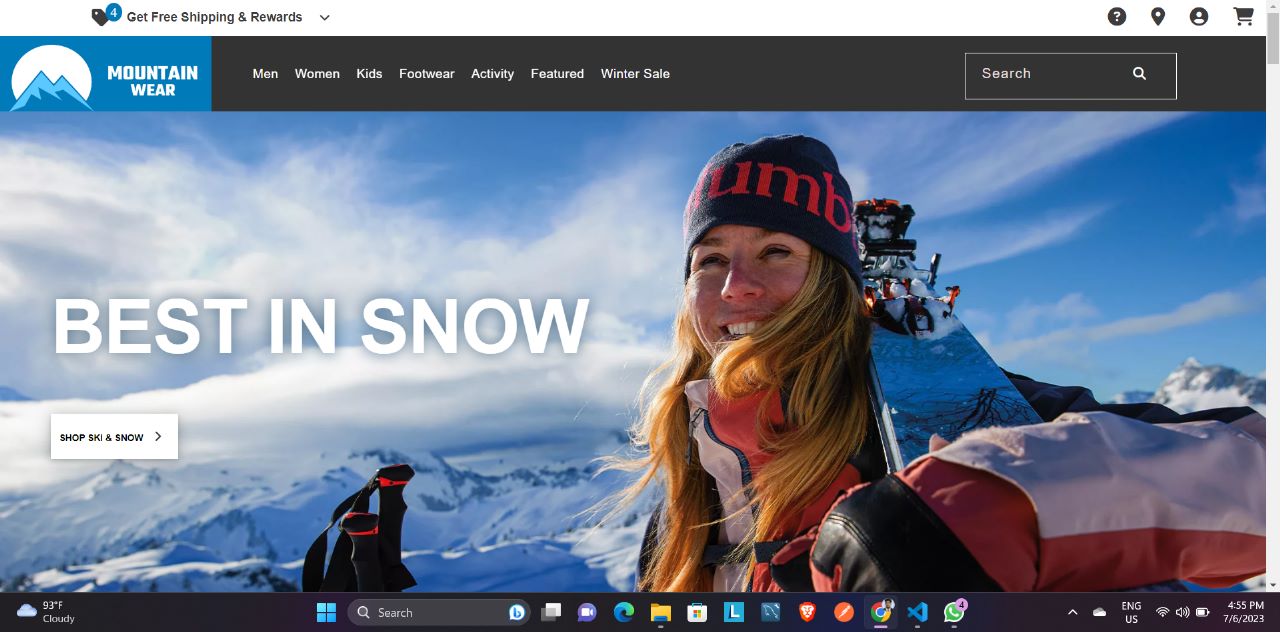 4 Get Free Shipping & Rewards
MOUNTAIN
WEAR
Men Women Kids Footwear Activity Featured Winter Sale
Search
umb
BEST IN SNOW
SHOP SKI & SNOW
93°F
Cloudy
Search
4
ENG
US
4:55 PM
7/6/2023